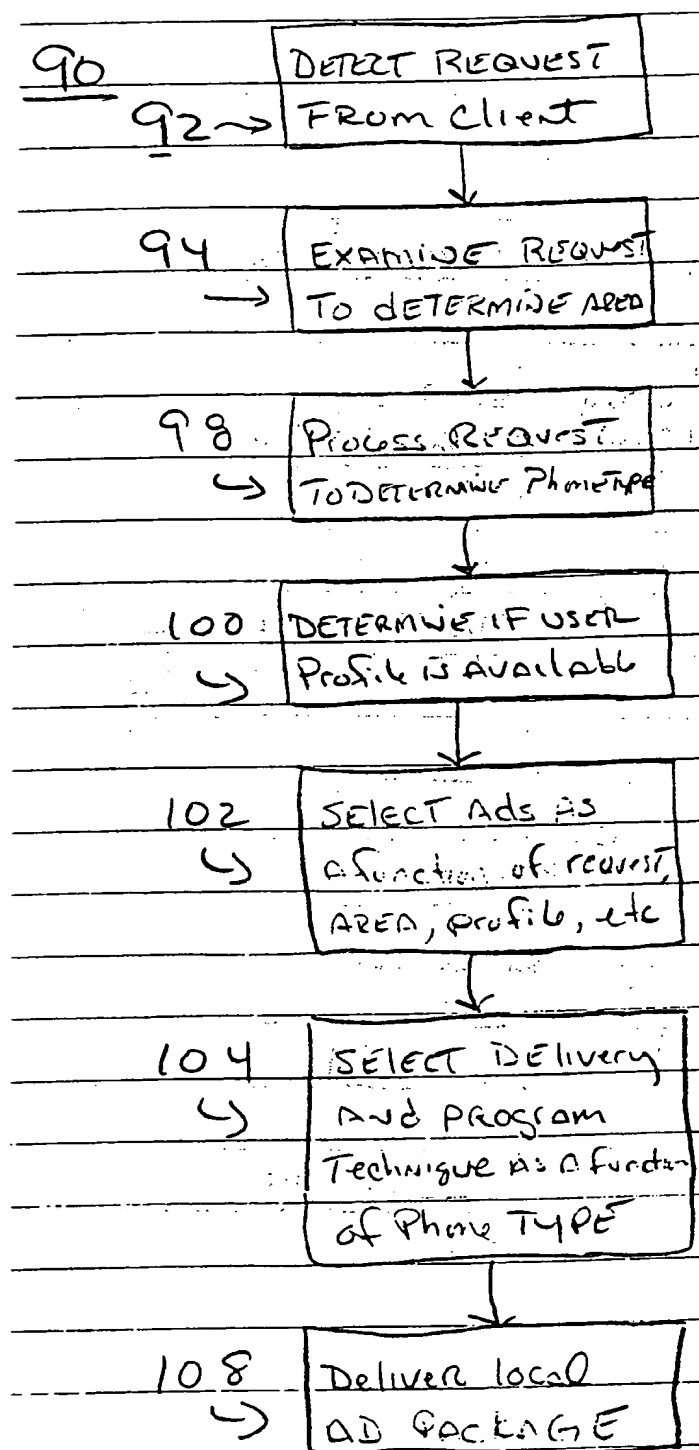 90
92 DETECT REQUEST
FROM Client
94 EXAMINE REQUEST
TO dETERMINE AREA
98 Process REQUEST
TO DETERMINE PhoneType
100 DETERMINE IF USER
Profile is AVAilAble
102 SELECT Ads AS
A function of request,
AREA, profile, etc
104 SELECT DElivery
ANd PROgRAM
Technique As A function
of Phone TYPE
108 Deliver local
AD PACKAGE